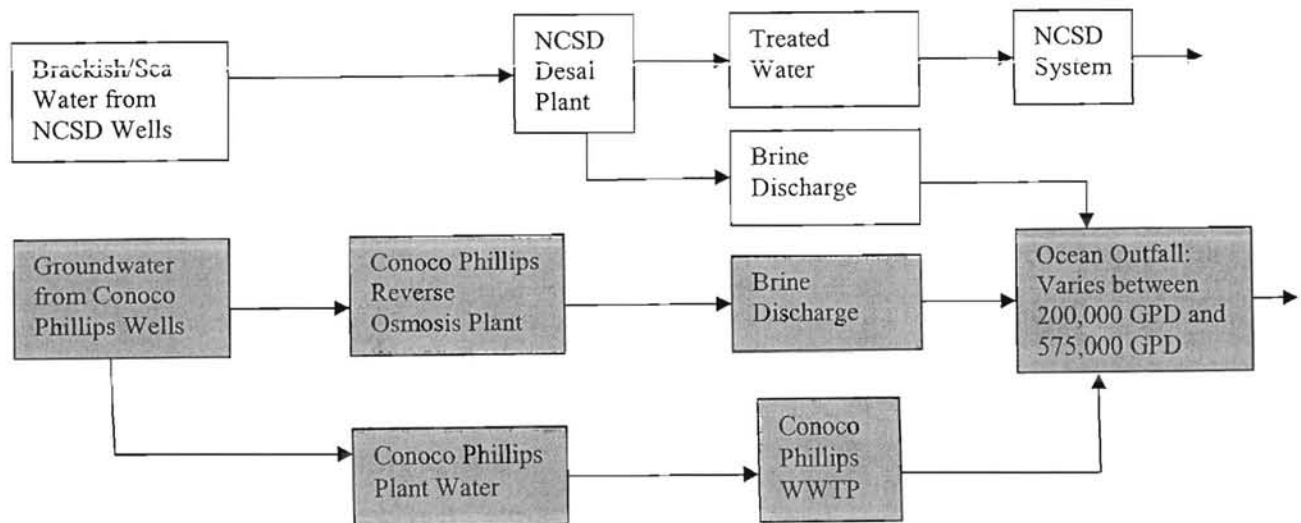 Brackish/Sea
Water from
NCSD Wells
NCSD
Desai
Plant
Treated
Water
NCSD
System
Brine
Discharge
Groundwater
from Conoco
Phillips Wells
Conoco Phillips
Reverse
Osmosis Plant
Brine
Discharge
Ocean Outfall:
Varies between
200,000 GPD and
575,000 GPD
Conoco Phillips
Plant Water
Conoco
Phillips
WWTP